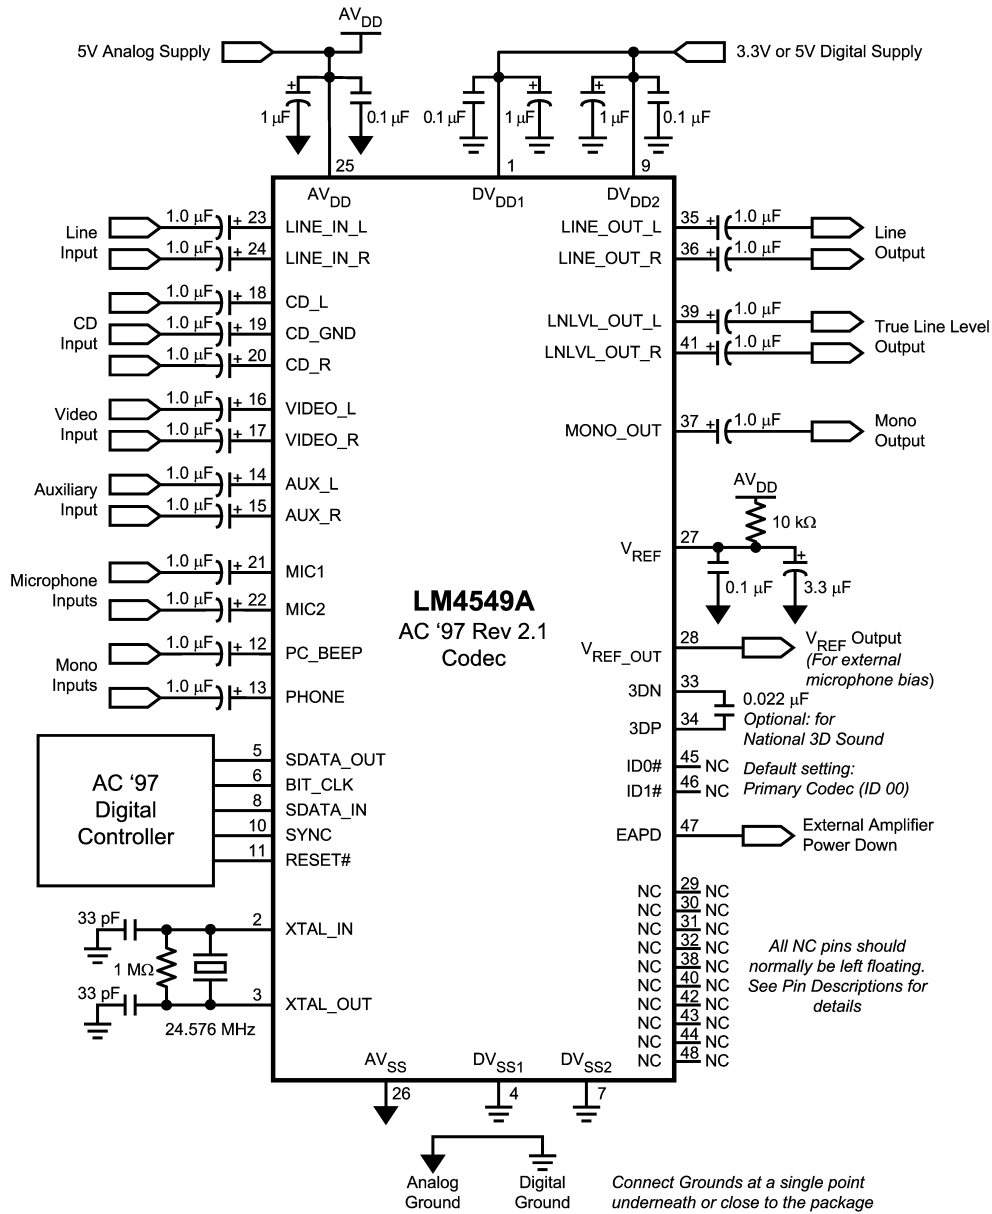 AVDD
5V Analog Supply
3.3V or 5V Digital Supply
+
1 µF
0.1 µF
0.1 µF
+
1 µF
+
1 µF
0.1 µF
25
1
9
AVDD
DVDD1
DVDD2
Line
Input
1.0 µF
+
23
LINE_IN_L
1.0 µF
+
24
LINE_IN_R
CD
Input
1.0 µF
+
18
CD_L
1.0 µF
+
19
CD_GND
1.0 µF
+
20
CD_R
Video
Input
1.0 µF
+
16
VIDEO_L
1.0 µF
+
17
VIDEO_R
Auxiliary
Input
1.0 µF
+
14
AUX_L
1.0 µF
+
15
AUX_R
Microphone
Inputs
1.0 µF
+
21
MIC1
1.0 µF
+
22
MIC2
Mono
Inputs
1.0 µF
+
12
PC_BEEP
1.0 µF
+
13
PHONE
AC ‘97
Digital
Controller
5
SDATA_OUT
6
BIT_CLK
8
SDATA_IN
10
SYNC
11
RESET#
33 pF
2
XTAL_IN
1 MΩ
33 pF
3
XTAL_OUT
24.576 MHz
LM4549A
AC ‘97 Rev 2.1
Codec
LINE_OUT_L
35
+
1.0 µF
LINE_OUT_R
36
+
1.0 µF
Line
Output
LNLVL_OUT_L
39
+
1.0 µF
LNLVL_OUT_R
41
+
1.0 µF
True Line Level
Output
MONO_OUT
37
+
1.0 µF
Mono
Output
AVDD
10 kΩ
VREF
27
0.1 µF
+
3.3 µF
VREF_OUT
28
VREF Output
(For external
microphone bias)
3DN
33
3DP
34
0.022 µF
Optional: for
National 3D Sound
ID0#
45
NC
ID1#
46
NC
Default setting:
Primary Codec (ID 00)
EAPD
47
External Amplifier
Power Down
NC
29
NC
NC
30
NC
NC
31
NC
NC
32
NC
NC
38
NC
NC
40
NC
NC
42
NC
NC
43
NC
NC
44
NC
NC
48
NC
All NC pins should
normally be left floating.
See Pin Descriptions for
details
AVSS
DVSS1
DVSS2
26
4
7
Analog
Ground
Digital
Ground
Connect Grounds at a single point
underneath or close to the package